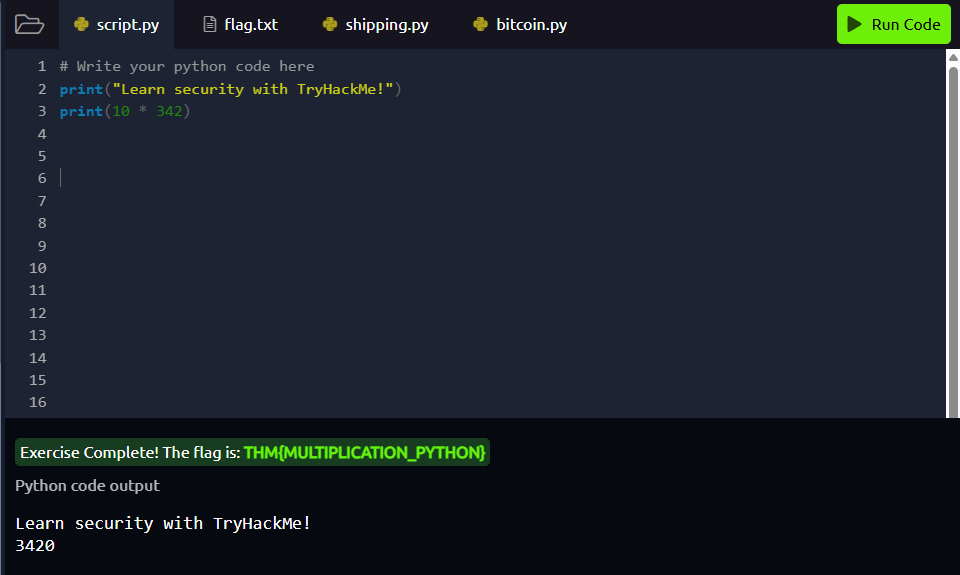 script.py flag.txt shipping.py bitcoin.py Run Code
1 # Write your python code here
2 print("Learn security with TryHackMe!")
3 print(10 * 342)
4
5
6
7
8
9
10
11
12
13
14
15
16
Exercise Complete! The flag is: THM{MULTIPLICATION_PYTHON}
Python code output
Learn security with TryHackMe!
3420